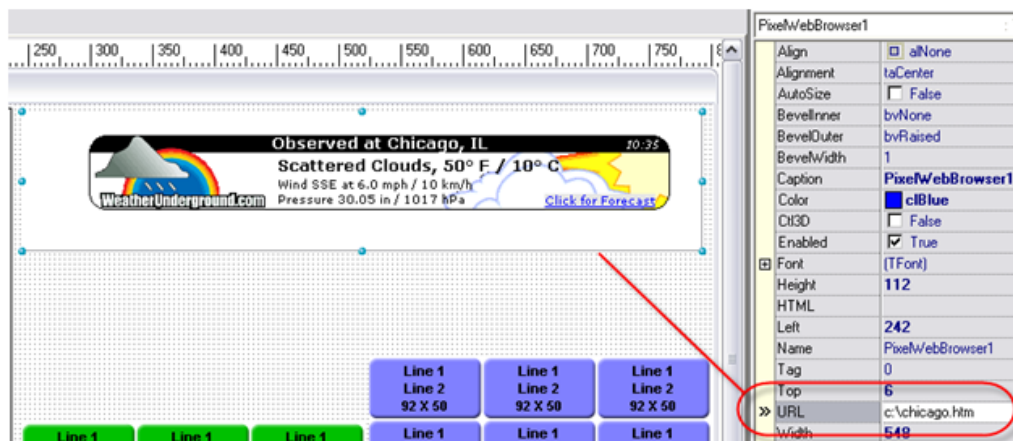 PixelWebBrowser1
250 300 350 400 450 500 550 600 650 700 750
Observed at Chicago, IL 10:35
Scattered Clouds, 50° F / 10° C
Wind SSE at 6.0 mph / 10 km/h
Pressure 30.05 in / 1017 hPa
WeatherUnderground.com
Click for Forecast
Line 1 Line 1 Line 1
Line 2 Line 2 Line 2
92 X 50 92 X 50 92 X 50
Line 1 Line 1 Line 1 Line 1 Line 1 Line 1
Align alNone
Alignment taCenter
AutoSize False
BevelInner bvNone
BevelOuter bvRaised
BevelWidth 1
Caption PixelWebBrowser1
Color clBlue
Ctl3D False
Enabled True
Font (TFont)
Height 112
HTML
Left 242
Name PixelWebBrowser1
Tag 0
Top 6
URL c:\chicago.htm
Width 548